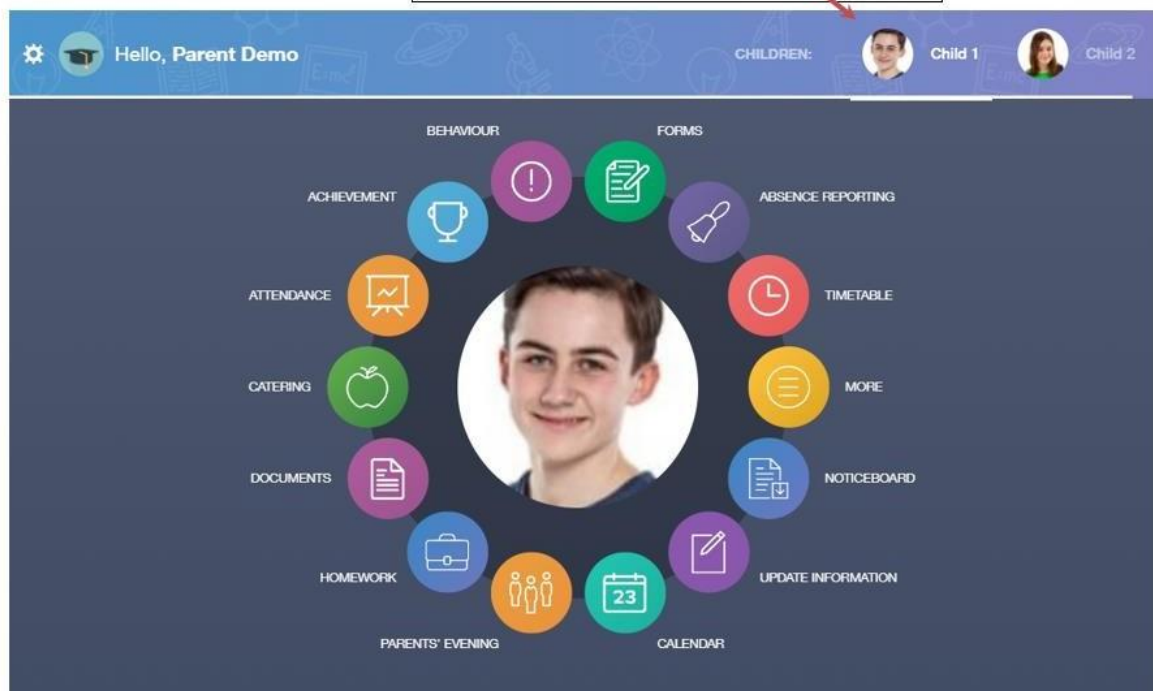 Hello, Parent Demo
CHILDREN:
Child 1
Child 2
BEHAVIOUR
FORMS
ACHIEVEMENT
ABSENCE REPORTING
ATTENDANCE
TIMETABLE
CATERING
MORE
DOCUMENTS
NOTICEBOARD
HOMEWORK
UPDATE INFORMATION
23
PARENTS' EVENING
CALENDAR